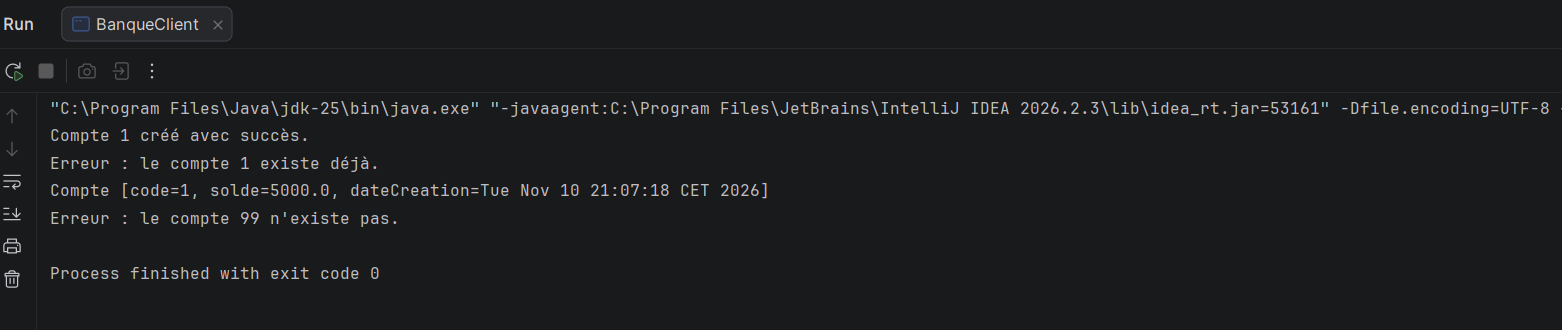 Run BanqueClient
"C:\Program Files\Java\jdk-25\bin\java.exe" "-javaagent:C:\Program Files\JetBrains\IntelliJ IDEA 2026.2.3\lib\idea_rt.jar=53161" -Dfile.encoding=UTF-8
Compte 1 créé avec succès.
Erreur : le compte 1 existe déjà.
Compte [code=1, solde=5000.0, dateCreation=Tue Nov 10 21:07:18 CET 2026]
Erreur : le compte 99 n'existe pas.
Process finished with exit code 0